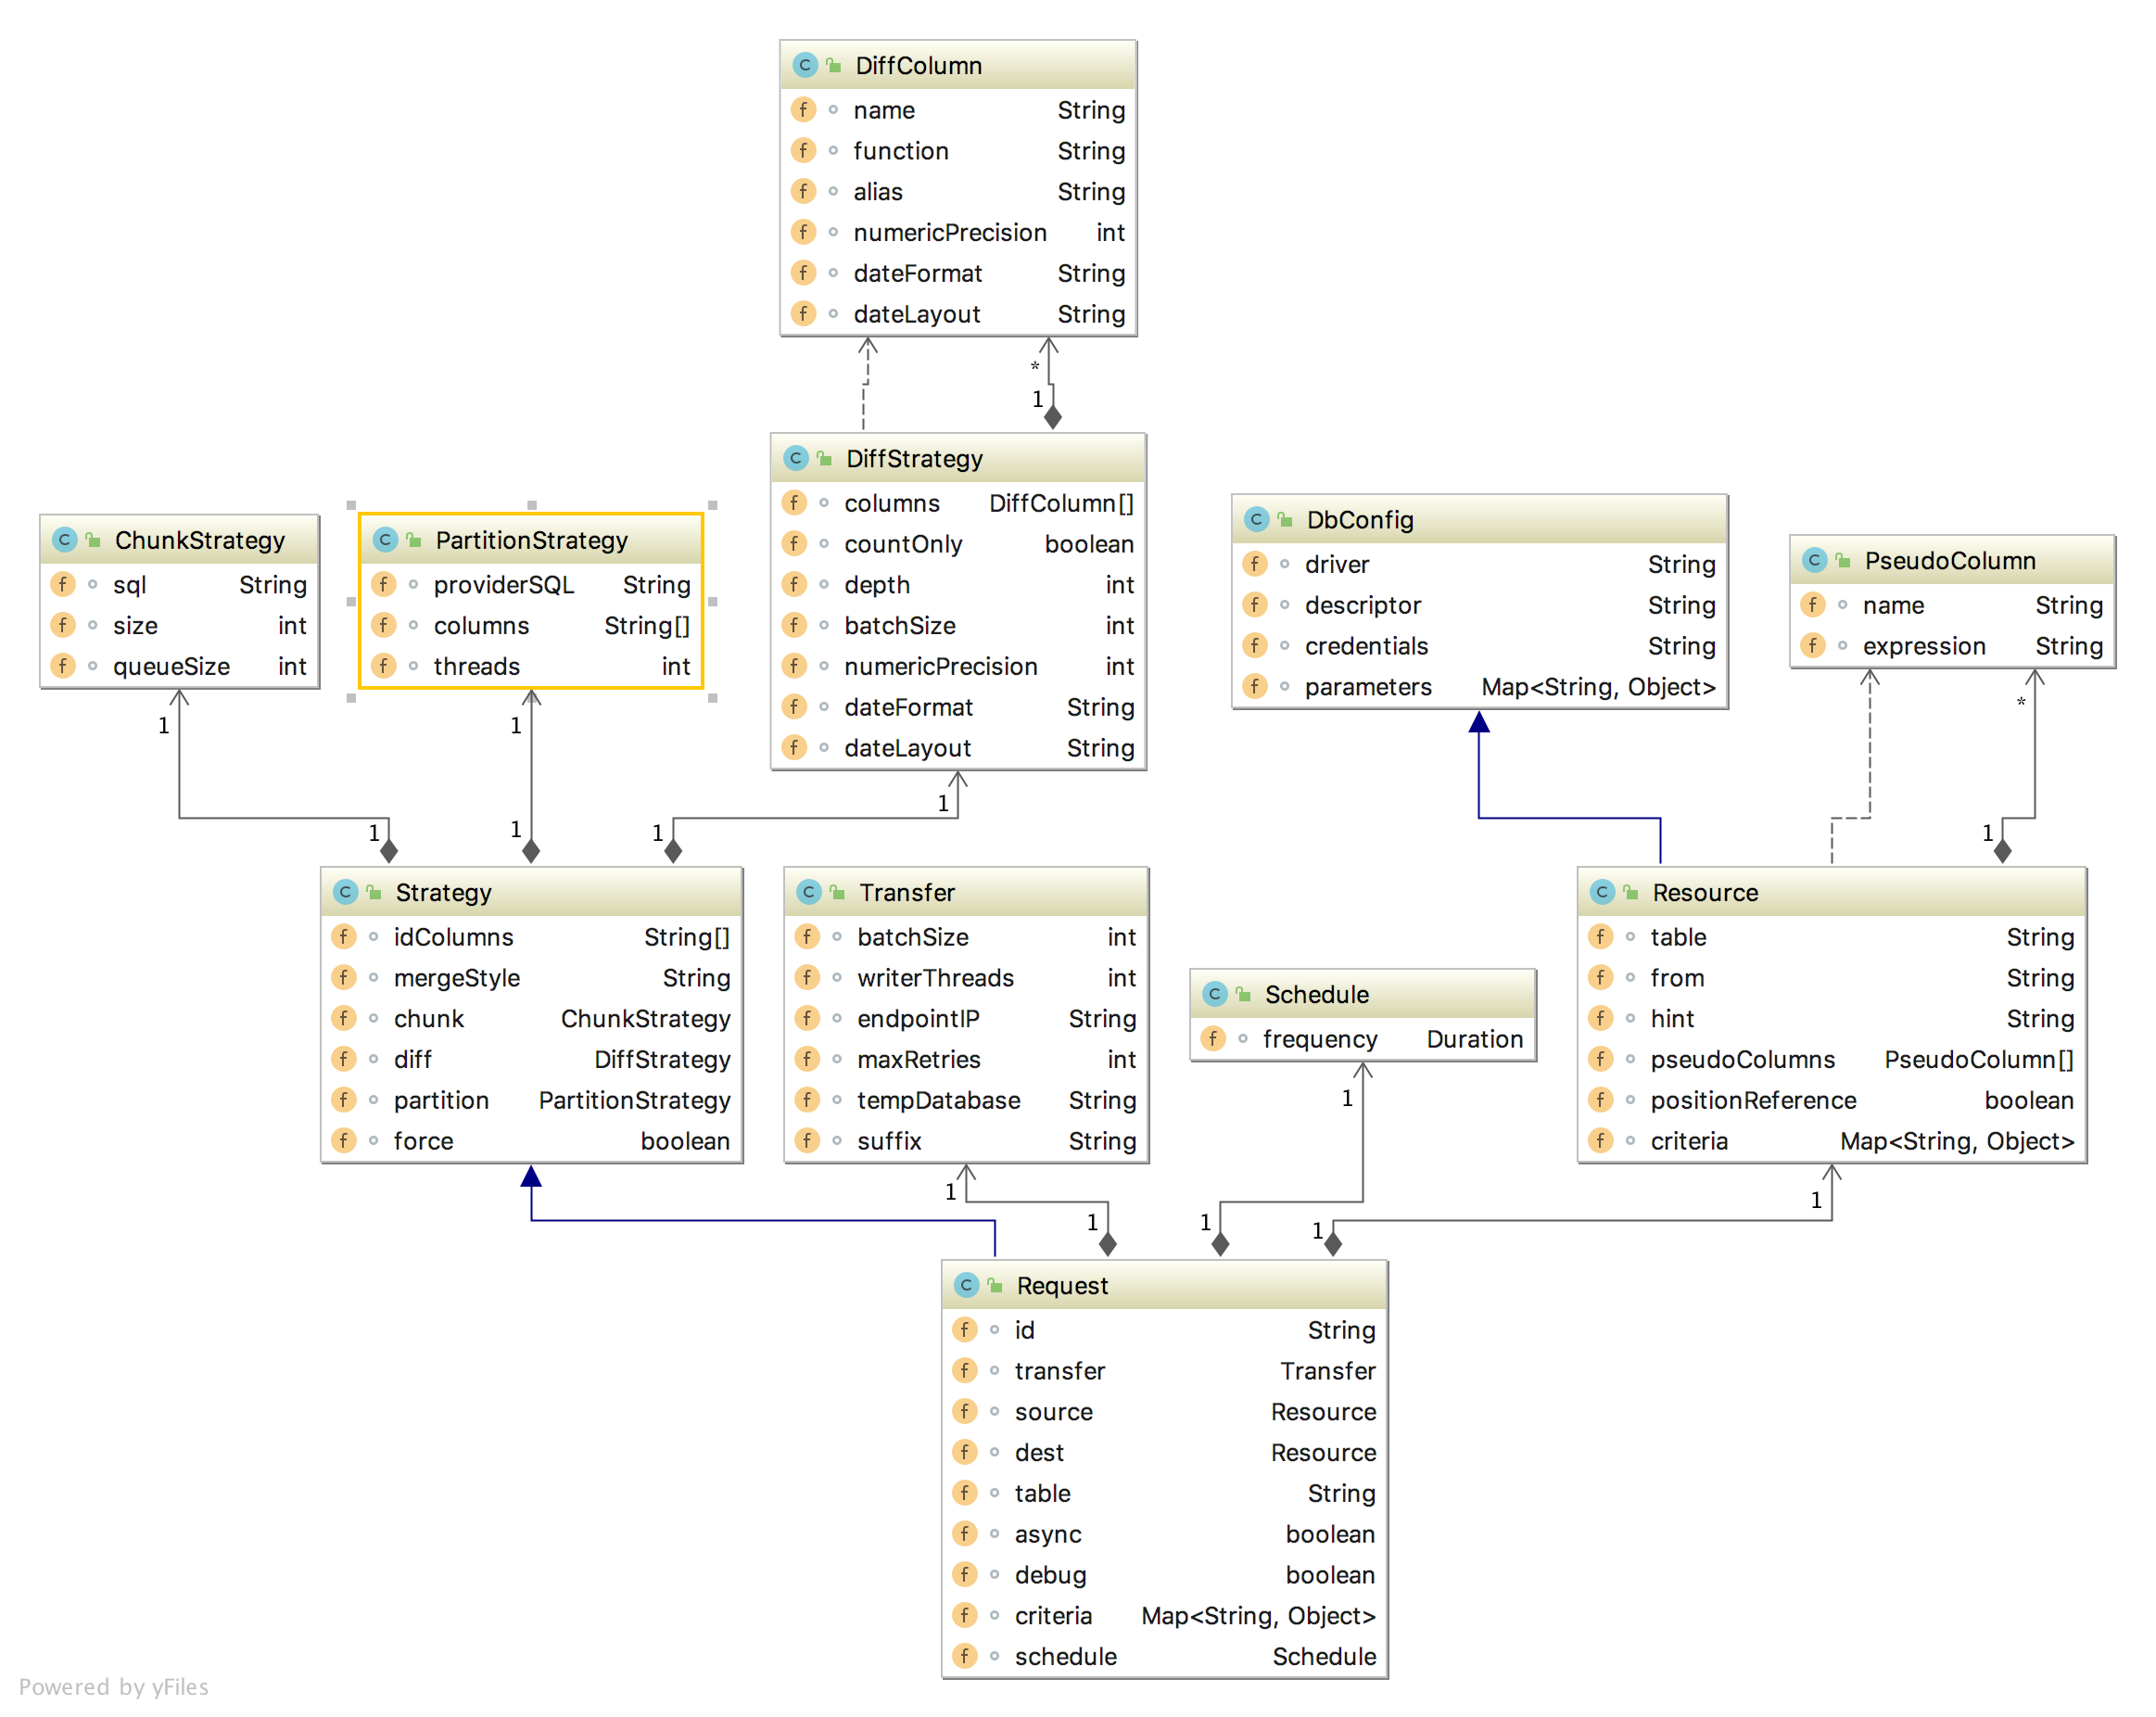 C DiffColumn
f name String
f function String
f alias String
f numericPrecision int
f dateFormat String
f dateLayout String
*
1
C DiffStrategy
f columns DiffColumn[]
f countOnly boolean
f depth int
f batchSize int
f numericPrecision int
f dateFormat String
f dateLayout String
C ChunkStrategy
f sql String
f size int
f queueSize int
C PartitionStrategy
f providerSQL String
f columns String[]
f threads int
C DbConfig
f driver String
f descriptor String
f credentials String
f parameters Map<String, Object>
C PseudoColumn
f name String
f expression String
1
1
1
*
1
1
1
1
C Strategy
f idColumns String[]
f mergeStyle String
f chunk ChunkStrategy
f diff DiffStrategy
f partition PartitionStrategy
f force boolean
C Transfer
f batchSize int
f writerThreads int
f endpointIP String
f maxRetries int
f tempDatabase String
f suffix String
C Schedule
f frequency Duration
C Resource
f table String
f from String
f hint String
f pseudoColumns PseudoColumn[]
f positionReference boolean
f criteria Map<String, Object>
1
1
1
1
1
1
C Request
f id String
f transfer Transfer
f source Resource
f dest Resource
f table String
f async boolean
f debug boolean
f criteria Map<String, Object>
f schedule Schedule
Powered by yFiles